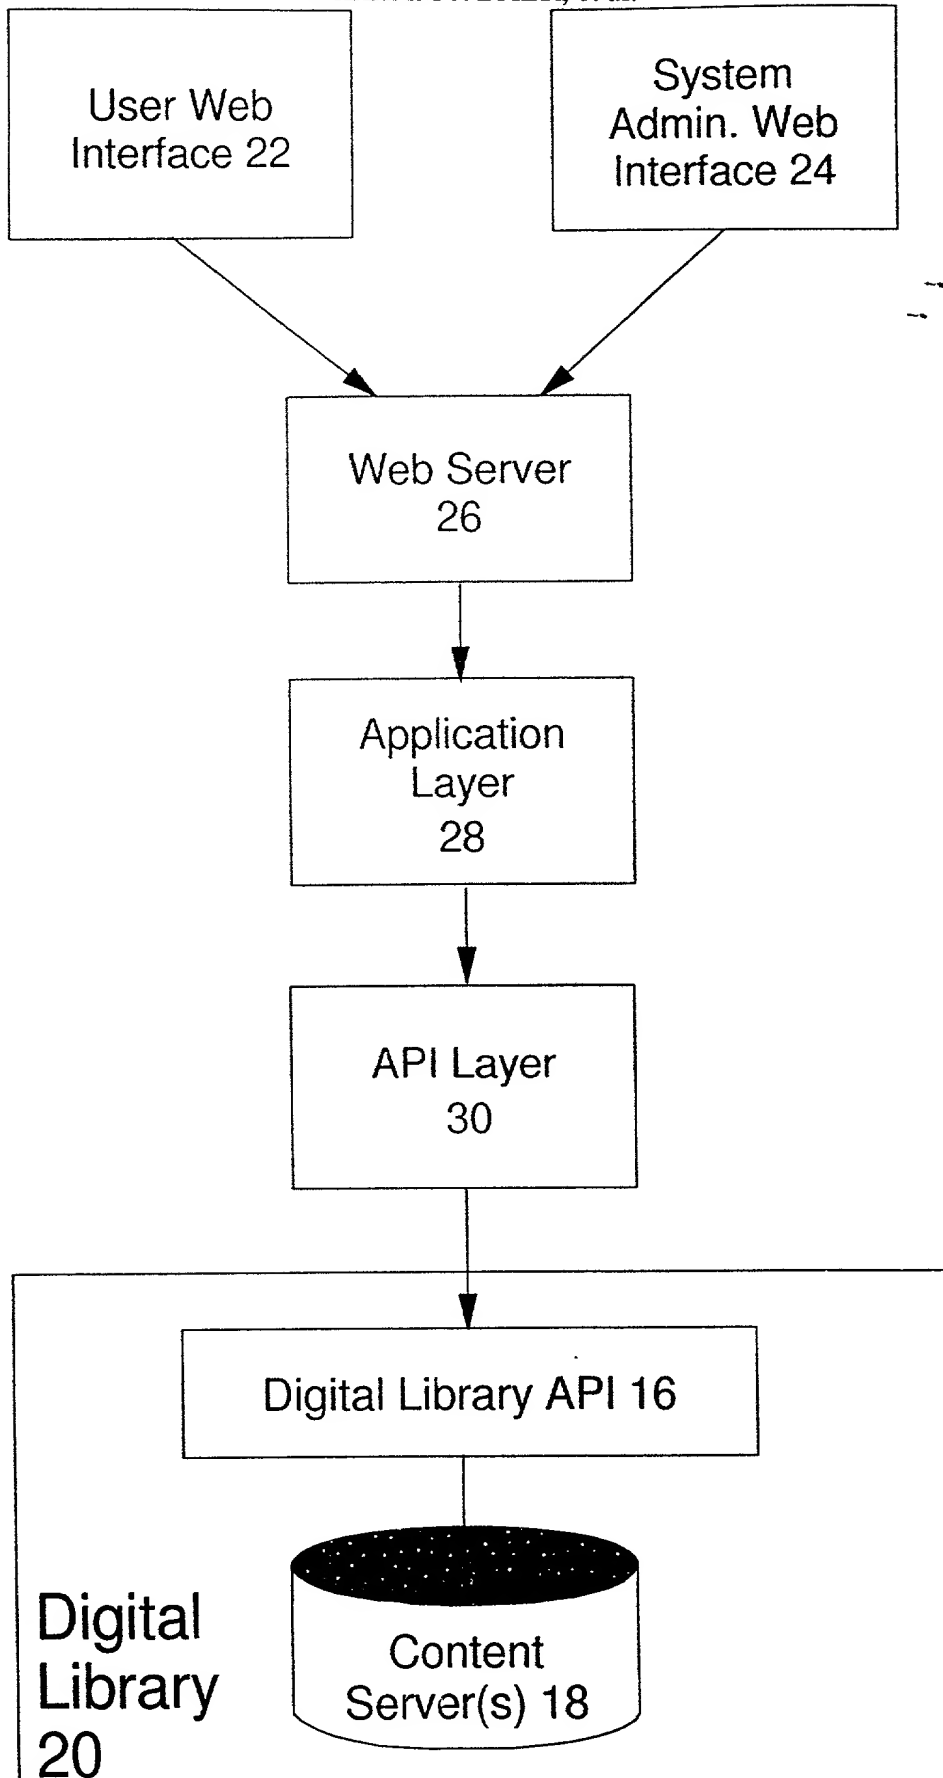 User Web
Interface 22
System
Admin. Web
Interface 24
Web Server
26
Application
Layer
28
API Layer
30
Digital Library API 16
Content
Server(s) 18
Digital
Library
20